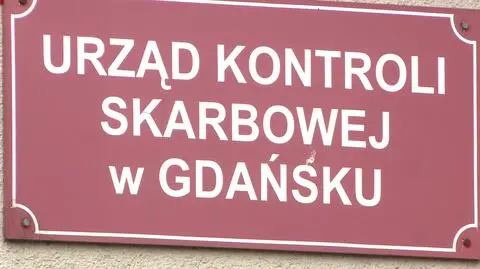 URZĄD KONTROLI
SKARBOWEJ
w GDAŃSKU